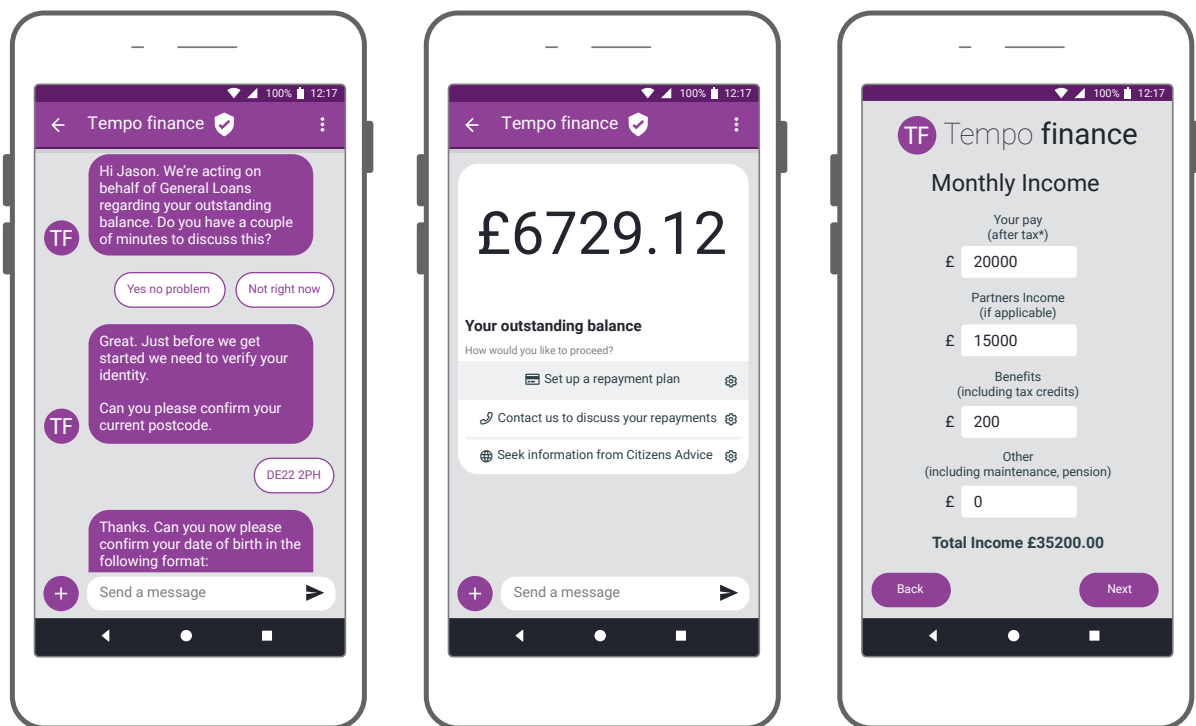 100% 12:17
Tempo finance
Hi Jason. We're acting on
behalf of General Loans
regarding your outstanding
balance. Do you have a couple
of minutes to discuss this?
TF
Yes no problem
Not right now
Great. Just before we get
started we need to verify your
identity.
Can you please confirm your
current postcode.
TF
DE22 2PH
Thanks. Can you now please
confirm your date of birth in the
following format:
Send a message
100% 12:17
Tempo finance
£6729.12
Your outstanding balance
How would you like to proceed?
Set up a repayment plan
Contact us to discuss your repayments
Seek information from Citizens Advice
Send a message
100% 12:17
TF Tempo finance
Monthly Income
Your pay
(after tax*)
£ 20000
Partners Income
(if applicable)
£ 15000
Benefits
(including tax credits)
£ 200
Other
(including maintenance, pension)
£ 0
Total Income £35200.00
Back
Next